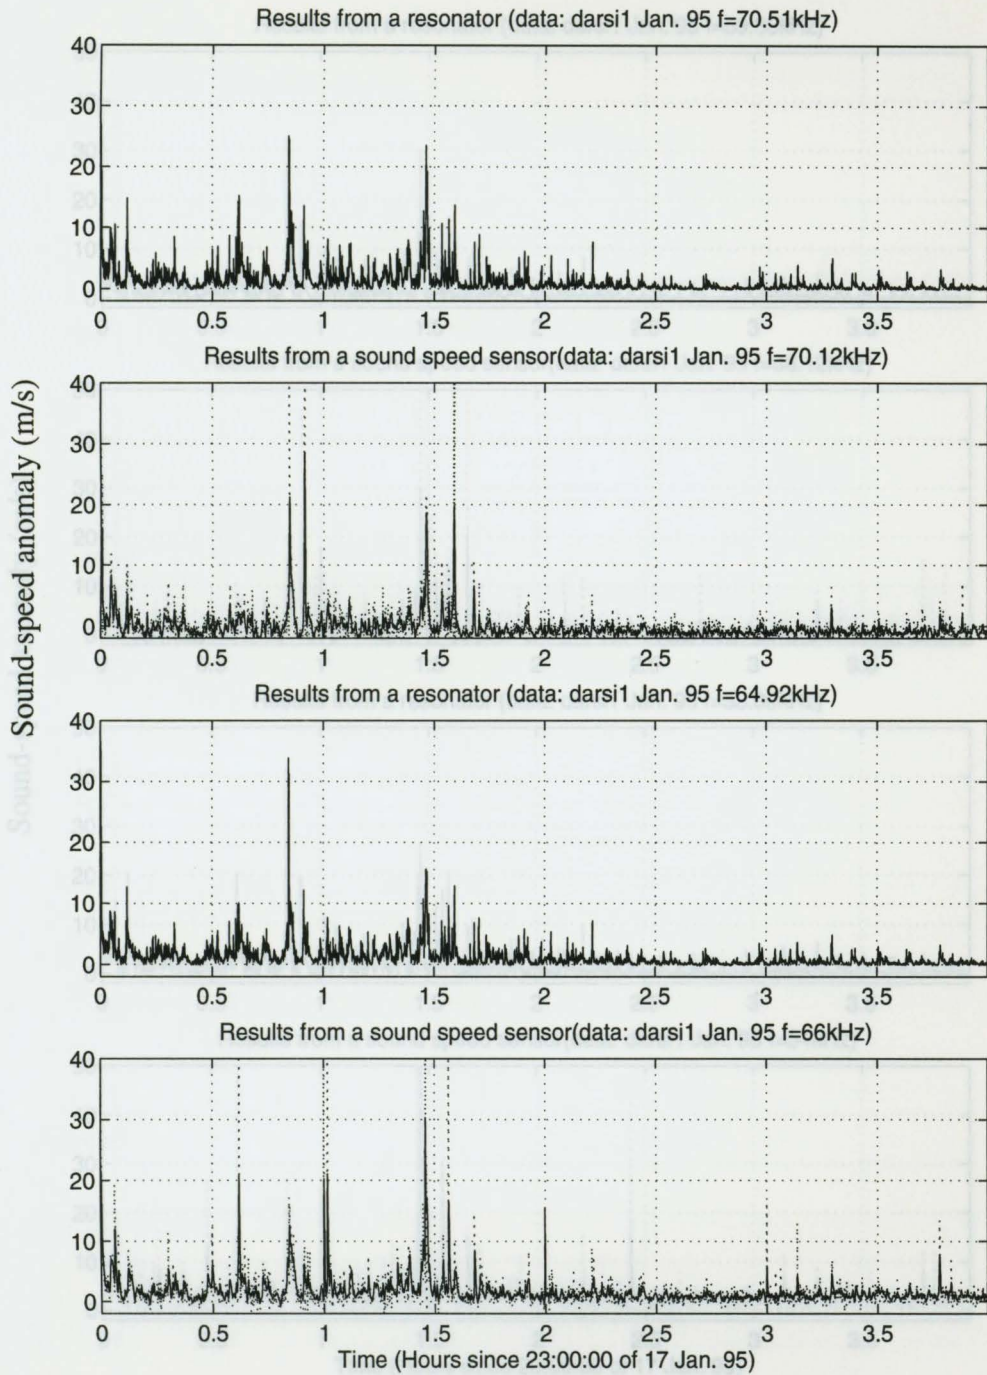 Results from a resonator (data: darsi1 Jan. 95 f=70.51kHz)
40
30
20
10
0
0 0.5 1 1.5 2 2.5 3 3.5
Results from a sound speed sensor(data: darsi1 Jan. 95 f=70.12kHz)
40
30
20
10
0
0 0.5 1 1.5 2 2.5 3 3.5
Sound-speed anomaly (m/s)
Results from a resonator (data: darsi1 Jan. 95 f=64.92kHz)
40
30
20
10
0
0 0.5 1 1.5 2 2.5 3 3.5
Results from a sound speed sensor(data: darsi1 Jan. 95 f=66kHz)
40
30
20
10
0
0 0.5 1 1.5 2 2.5 3 3.5
Time (Hours since 23:00:00 of 17 Jan. 95)